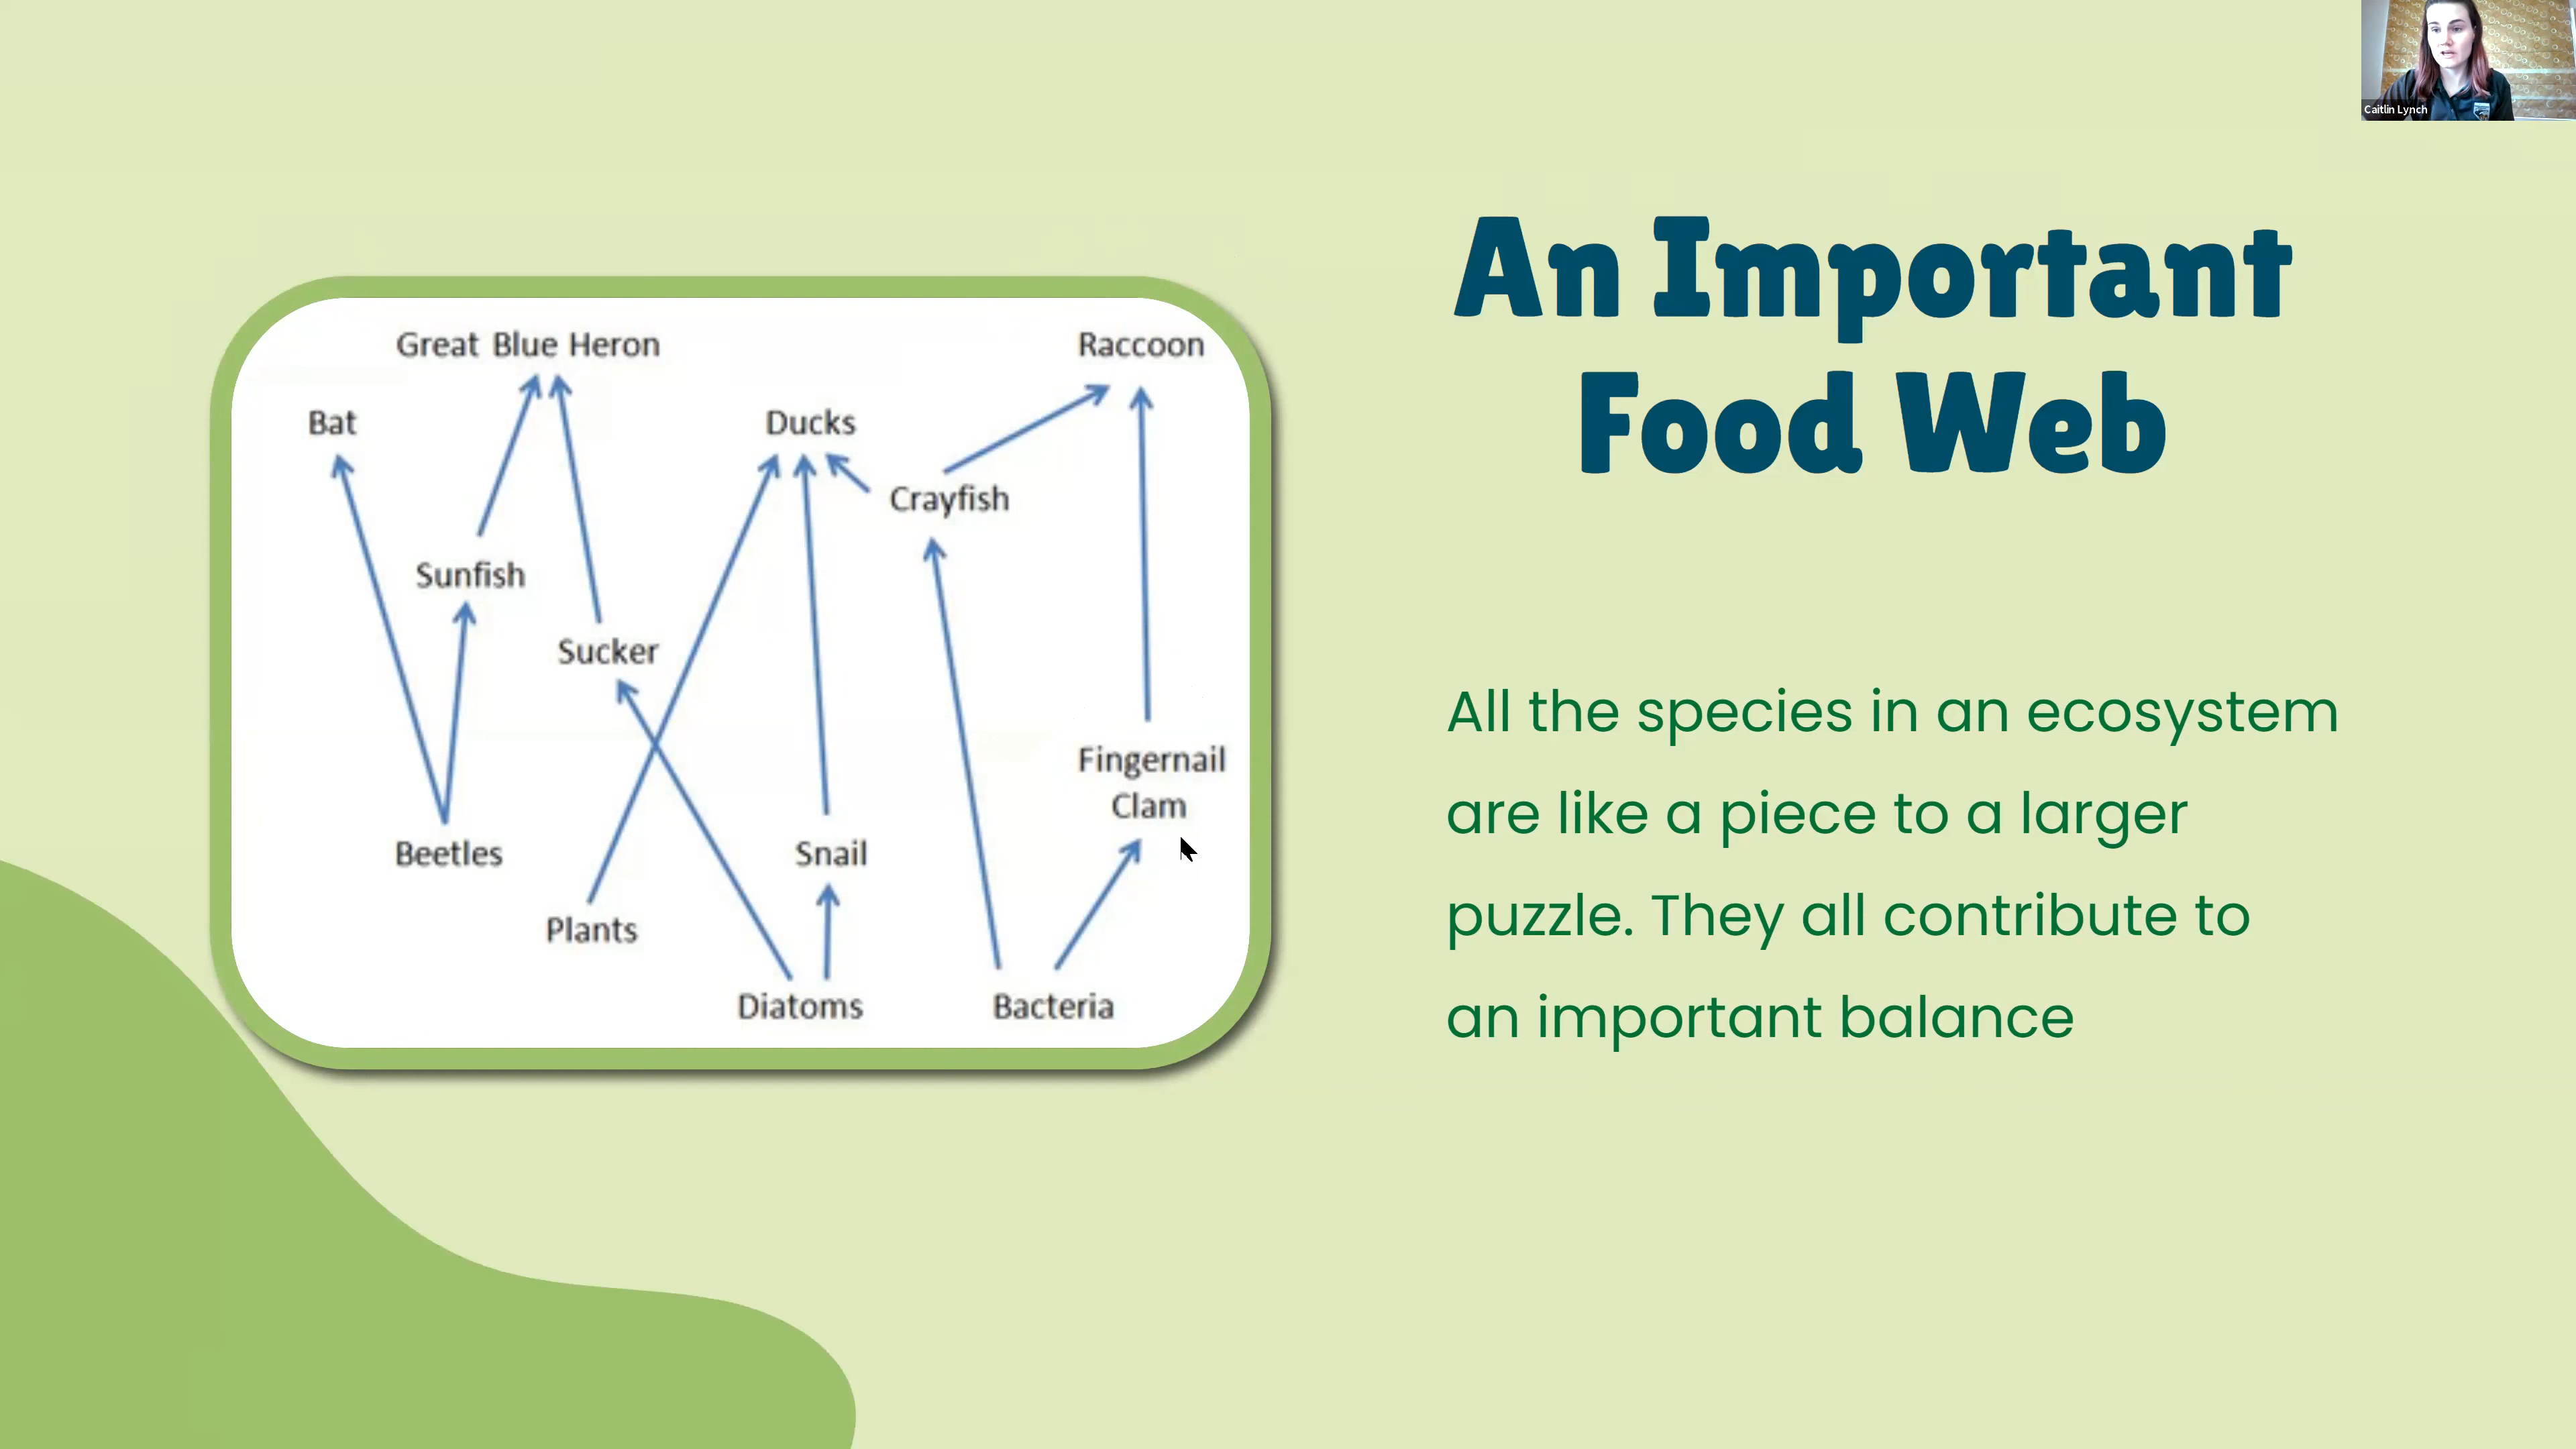 Caitlin Lynch
An Important
Food Web
Great Blue Heron
Raccoon
Bat
Ducks
Crayfish
Sunfish
Sucker
Fingernail
Clam
Beetles
Snail
Plants
Diatoms
Bacteria
All the species in an ecosystem
are like a piece to a larger
puzzle. They all contribute to
an important balance